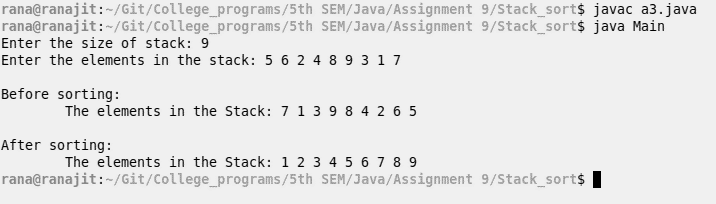 rana@ranajit:~/Git/College_programs/5th SEM/Java/Assignment 9/Stack_sort$ javac a3.java
rana@ranajit:~/Git/College_programs/5th SEM/Java/Assignment 9/Stack_sort$ java Main
Enter the size of stack: 9
Enter the elements in the stack: 5 6 2 4 8 9 3 1 7
Before sorting:
The elements in the Stack: 7 1 3 9 8 4 2 6 5
After sorting:
The elements in the Stack: 1 2 3 4 5 6 7 8 9
rana@ranajit:~/Git/College_programs/5th SEM/Java/Assignment 9/Stack_sort$